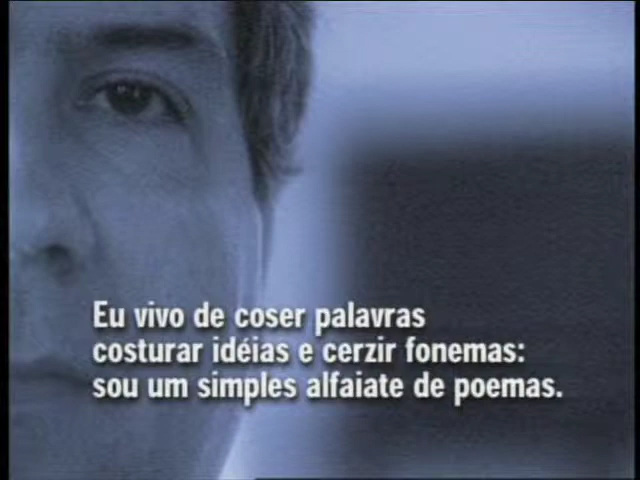 Eu vivo de coser palavras
costurar idéias e cerzir fonemas:
sou um simples alfaiate de poemas.